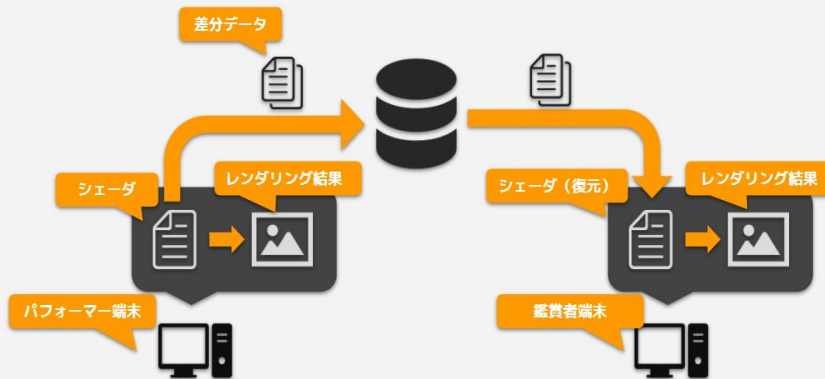 差分データ
シェーダ
レンダリング結果
シェーダ（復元）
レンダリング結果
パフォーマー端末
鑑賞者端末